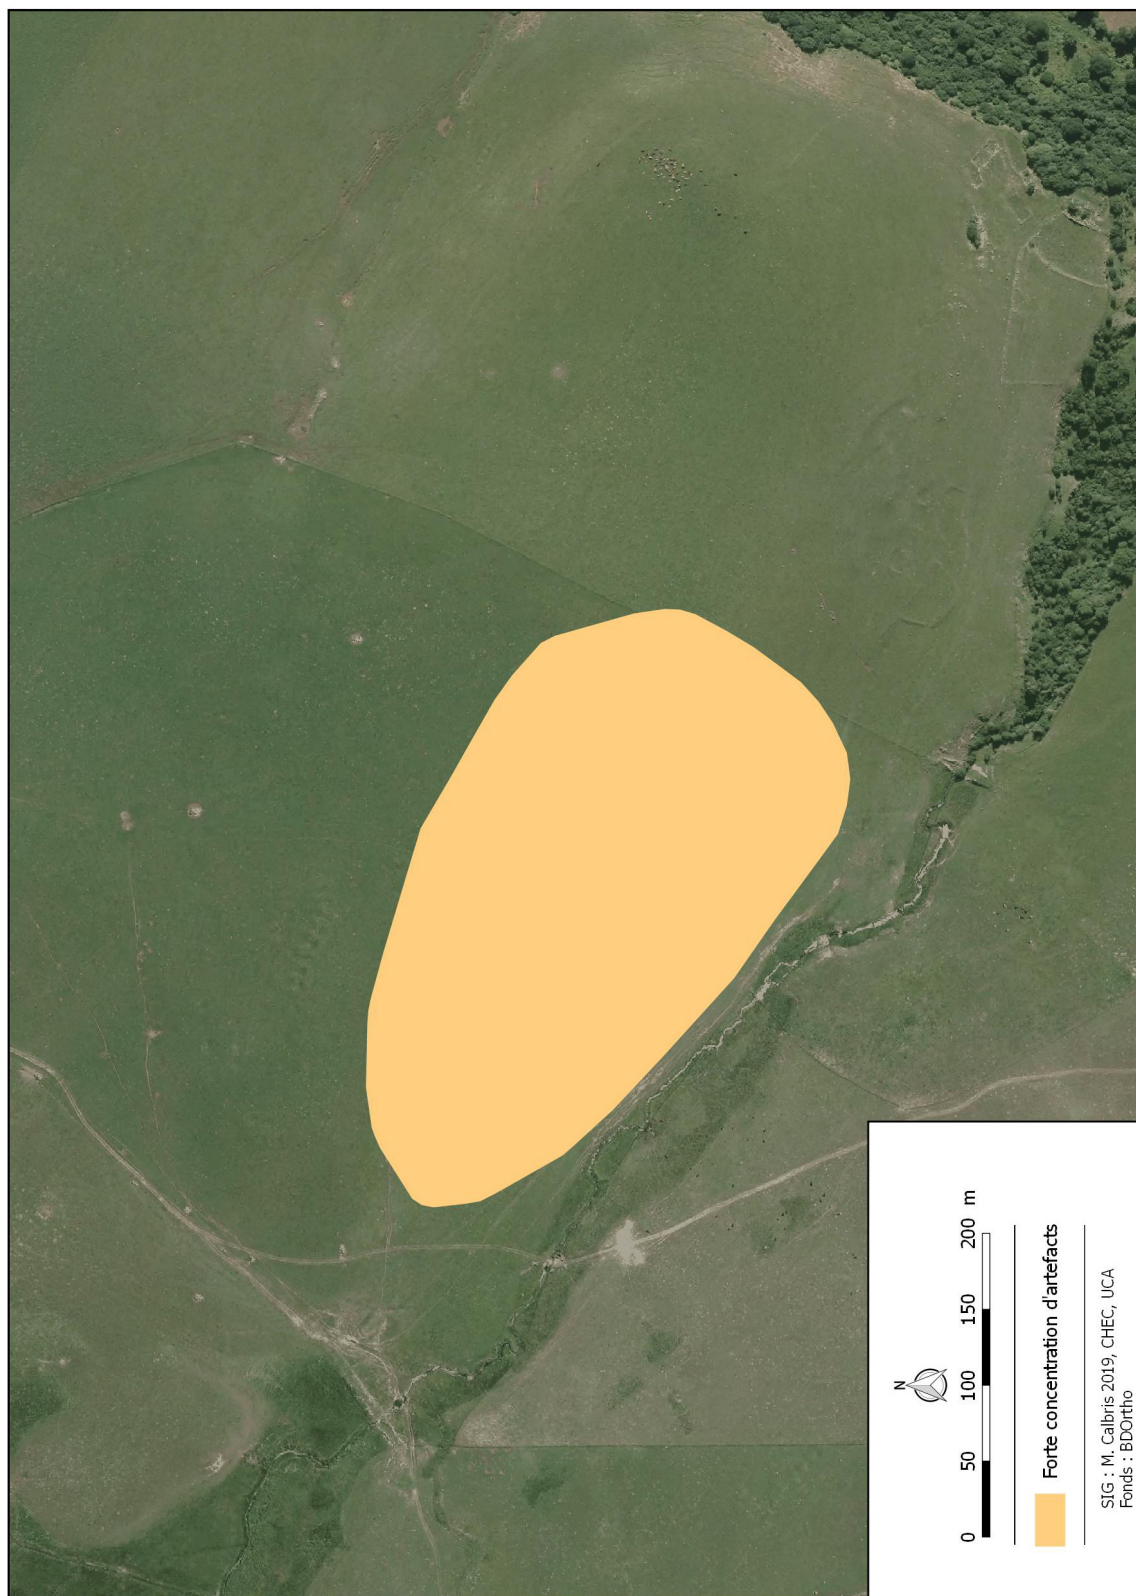 N
0 50 100 150 200 m
Forte concentration d'artefacts
SIG : M. Calbris 2019, CHEC, UCA
Fonds : BDOrtho